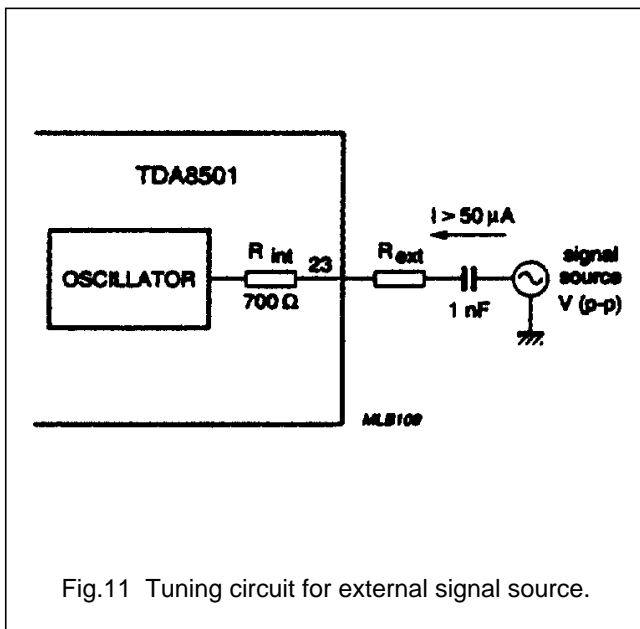 TDA8501
I > 50 µA
OSCILLATOR
R int
23
R ext
700 Ω
1 nF
signal
source
V (p-p)
MLB109
Fig.11 Tuning circuit for external signal source.